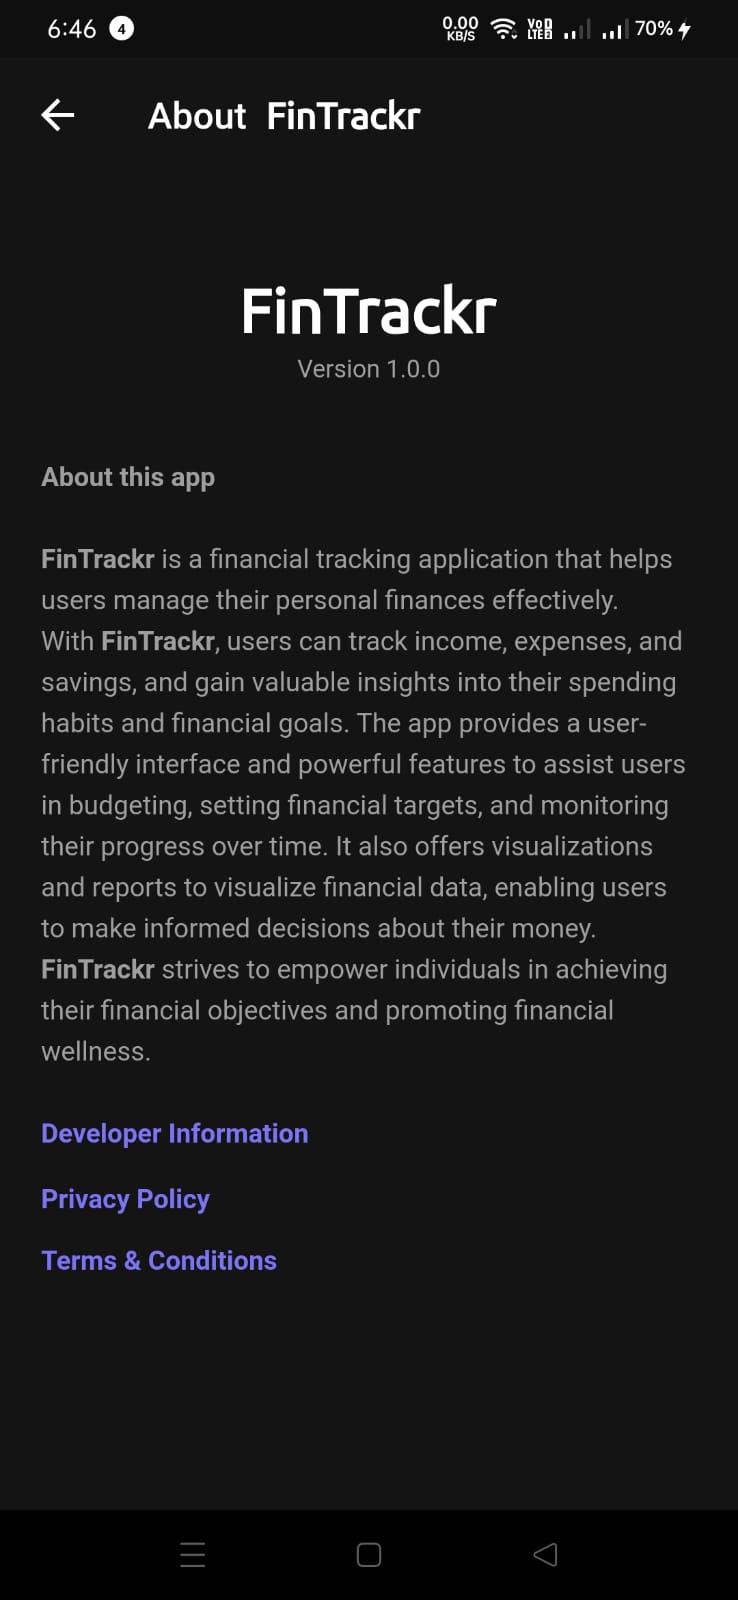 6:46 4 0.00 KB/S VoD LTE2 70%
About FinTrackr
FinTrackr
Version 1.0.0
About this app
FinTrackr is a financial tracking application that helps
users manage their personal finances effectively.
With FinTrackr, users can track income, expenses, and
savings, and gain valuable insights into their spending
habits and financial goals. The app provides a user-
friendly interface and powerful features to assist users
in budgeting, setting financial targets, and monitoring
their progress over time. It also offers visualizations
and reports to visualize financial data, enabling users
to make informed decisions about their money.
FinTrackr strives to empower individuals in achieving
their financial objectives and promoting financial
wellness.
Developer Information
Privacy Policy
Terms & Conditions